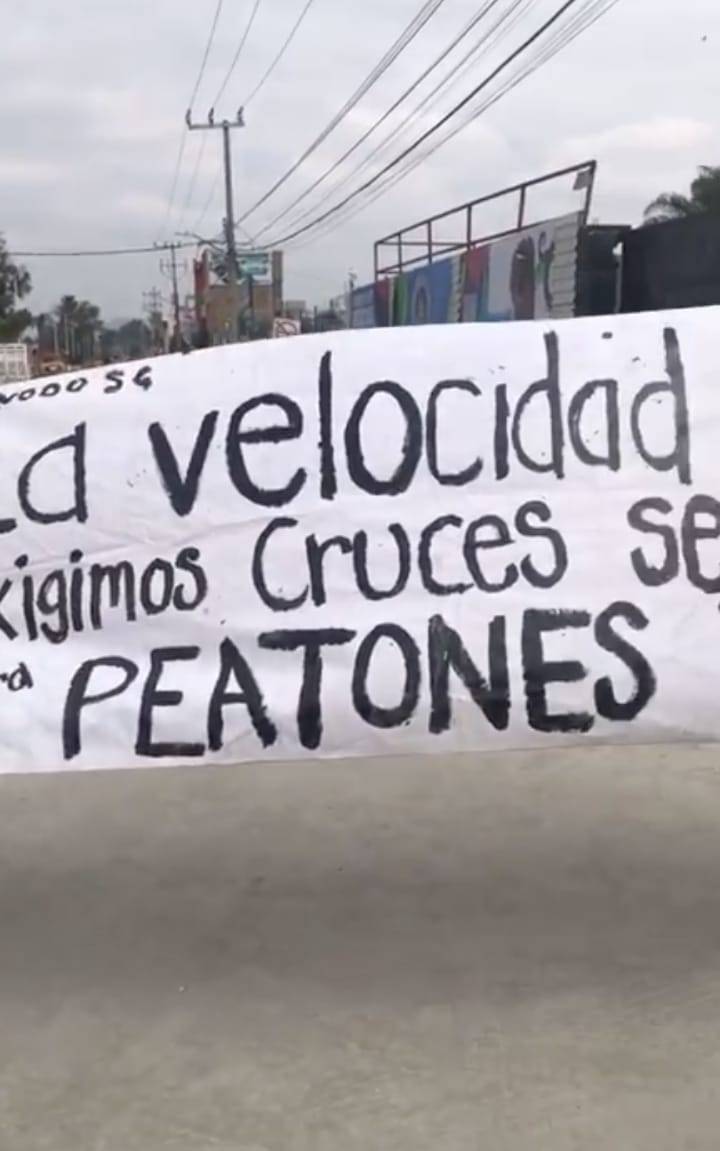 La velocidad
xigimos Cruces se
PEATONES